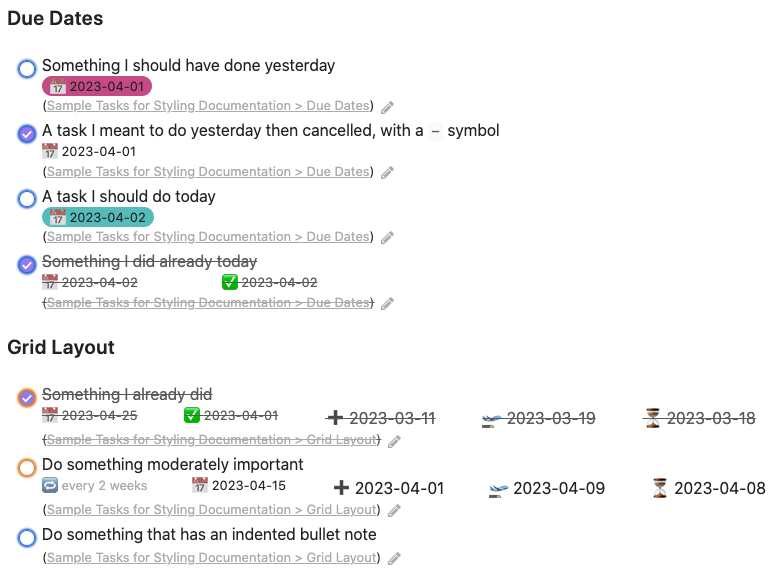 Due Dates
Something I should have done yesterday
📅 2023-04-01
(Sample Tasks for Styling Documentation > Due Dates)
A task I meant to do yesterday then cancelled, with a - symbol
📅 2023-04-01
(Sample Tasks for Styling Documentation > Due Dates)
A task I should do today
📅 2023-04-02
(Sample Tasks for Styling Documentation > Due Dates)
Something I did already today
📅 2023-04-02 ✅ 2023-04-02
(Sample Tasks for Styling Documentation > Due Dates)
Grid Layout
Something I already did
📅 2023-04-25 ✅ 2023-04-01 ➕ 2023-03-11 🛫 2023-03-19 ⏳ 2023-03-18
(Sample Tasks for Styling Documentation > Grid Layout)
Do something moderately important
🔁 every 2 weeks 📅 2023-04-15 ➕ 2023-04-01 🛫 2023-04-09 ⏳ 2023-04-08
(Sample Tasks for Styling Documentation > Grid Layout)
Do something that has an indented bullet note
(Sample Tasks for Styling Documentation > Grid Layout)